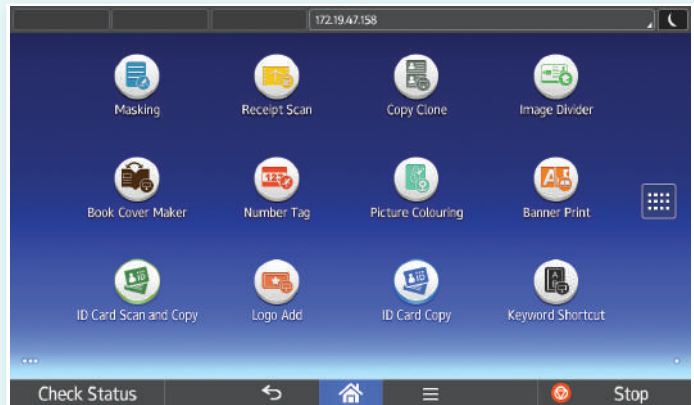 172.19.47.158
Masking
Receipt Scan
Copy Clone
Image Divider
Book Cover Maker
Number Tag
Picture Colouring
Banner Print
ID Card Scan and Copy
Logo Add
ID Card Copy
Keyword Shortcut
Check Status
Stop